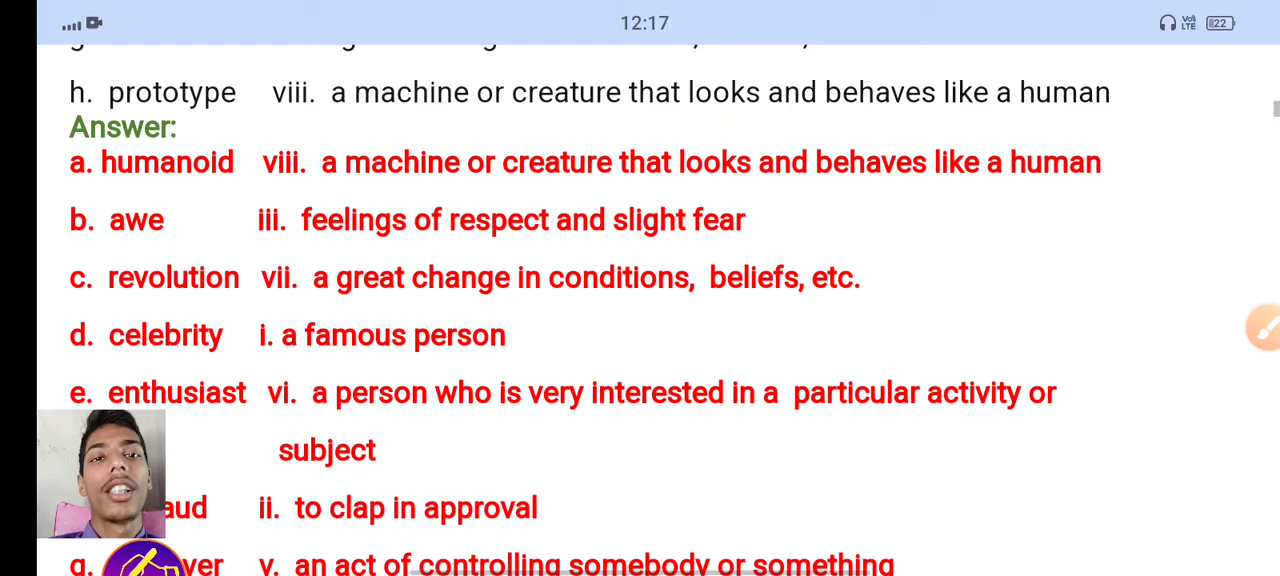 12:17
Vo) LTE 22
h. prototype viii. a machine or creature that looks and behaves like a human
Answer:
a. humanoid viii. a machine or creature that looks and behaves like a human
b. awe iii. feelings of respect and slight fear
c. revolution vii. a great change in conditions, beliefs, etc.
d. celebrity i. a famous person
e. enthusiast vi. a person who is very interested in a particular activity or
subject
aud ii. to clap in approval
g. ver v. an act of controlling somebody or something